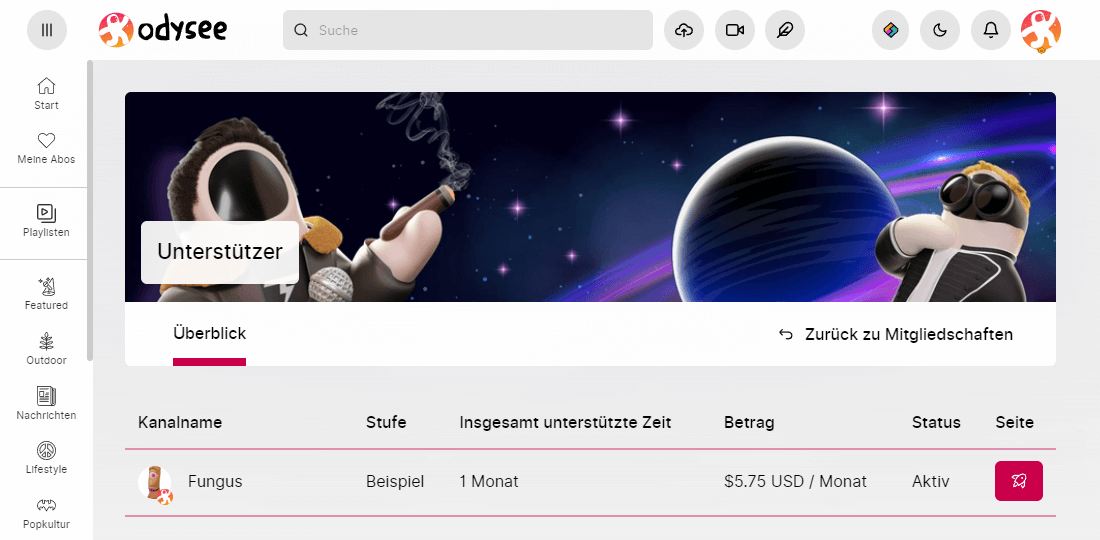 odysee
Suche
Start
Meine Abos
Playlisten
Featured
Outdoor
Nachrichten
Lifestyle
Popkultur
Unterstützer
Überblick
Zurück zu Mitgliedschaften
Kanalname Stufe Insgesamt unterstützte Zeit Betrag Status Seite
Fungus Beispiel 1 Monat $5.75 USD / Monat Aktiv